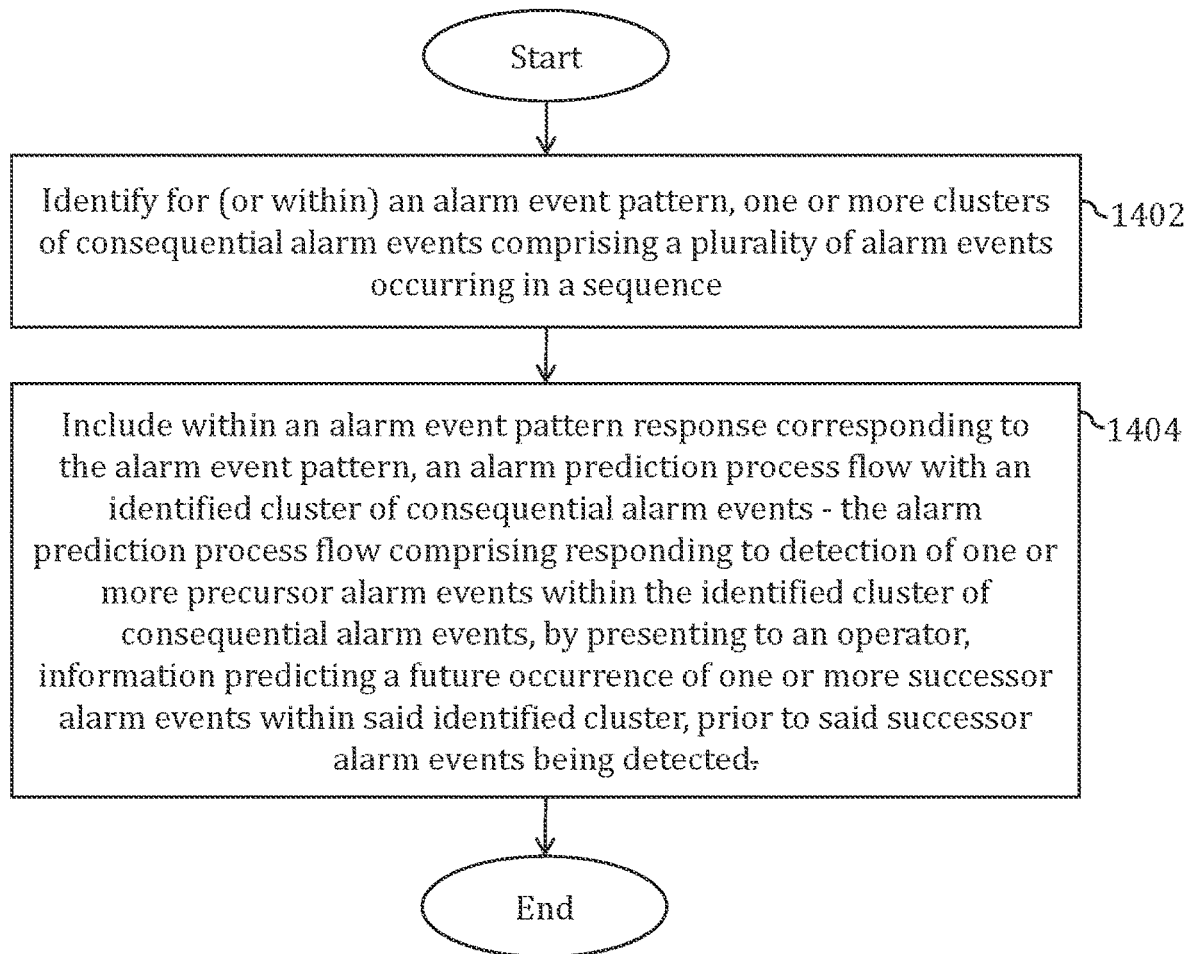 Start
Identify for (or within) an alarm event pattern, one or more clusters
of consequential alarm events comprising a plurality of alarm events
occurring in a sequence
1402
Include within an alarm event pattern response corresponding to
the alarm event pattern, an alarm prediction process flow with an
identified cluster of consequential alarm events - the alarm
prediction process flow comprising responding to detection of one or
more precursor alarm events within the identified cluster of
consequential alarm events, by presenting to an operator,
information predicting a future occurrence of one or more successor
alarm events within said identified cluster, prior to said successor
alarm events being detected.
1404
End